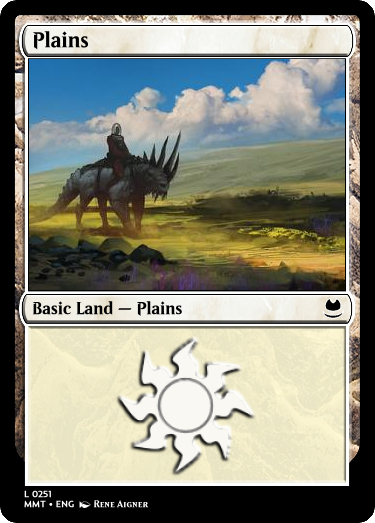 Plains
Basic Land — Plains
L 0251
MMT • ENG Rene Aigner